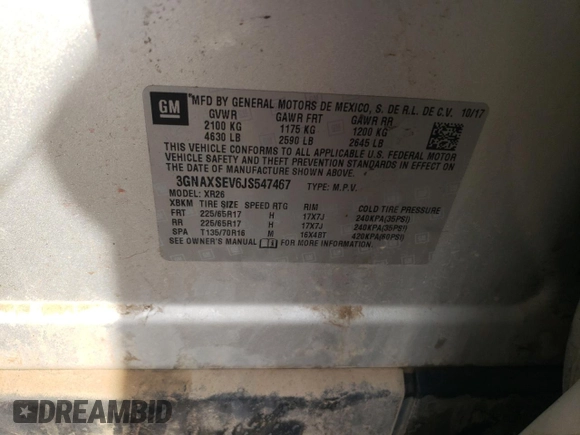 GM
*MFD BY GENERAL MOTORS DE MEXICO, S. DE R.L. DE C.V. 10/17
GVWR GAWR FRT GAWR RR
2100 KG 1175 KG 1200 KG
4630 LB 2590 LB 2645 LB
THIS VEHICLE CONFORMS TO ALL APPLICABLE U.S. FEDERAL MOTOR
VEHICLE SAFETY AND THEFT PREVENTION STANDARDS IN EFFECT ON
THE DATE OF MANUFACTURE SHOWN ABOVE.
3GNAXSEV6JS547467 TYPE: M.P.V.
MODEL: XR26
XBKM TIRE SIZE SPEED RTG RIM COLD TIRE PRESSURE
FRT 225/65R17 H 17X7J 240KPA(35PSI)
RR 225/65R17 H 17X7J 240KPA(35PSI)
SPA T135/70R16 M 16X4BT 420KPA(60PSI)
SEE OWNER'S MANUAL FOR MORE INFORMATION.
DREAMBID